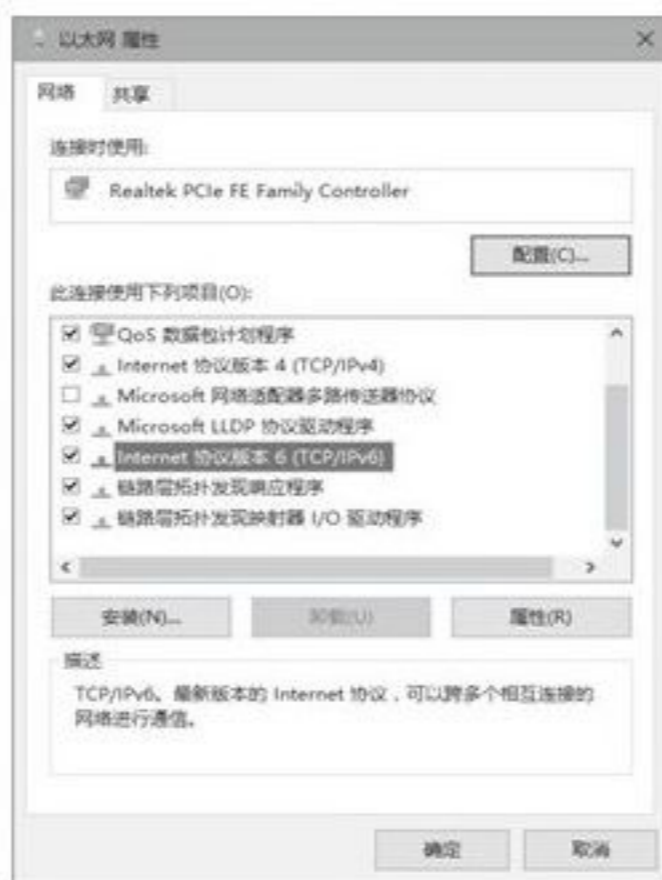 以太网 属性
网络
共享
连接时使用:
Realtek PCIe FE Family Controller
配置(C)...
此连接使用下列项目(O):
QoS 数据包计划程序
Internet 协议版本 4 (TCP/IPv4)
Microsoft 网络适配器多路传送器协议
Microsoft LLDP 协议驱动程序
Internet 协议版本 6 (TCP/IPv6)
链路层拓扑发现响应程序
链路层拓扑发现映射器 I/O 驱动程序
安装(N)...
卸载(U)
属性(R)
描述
TCP/IPv6。最新版本的 Internet 协议，可以跨多个相互连接的
网络进行通信。
确定
取消